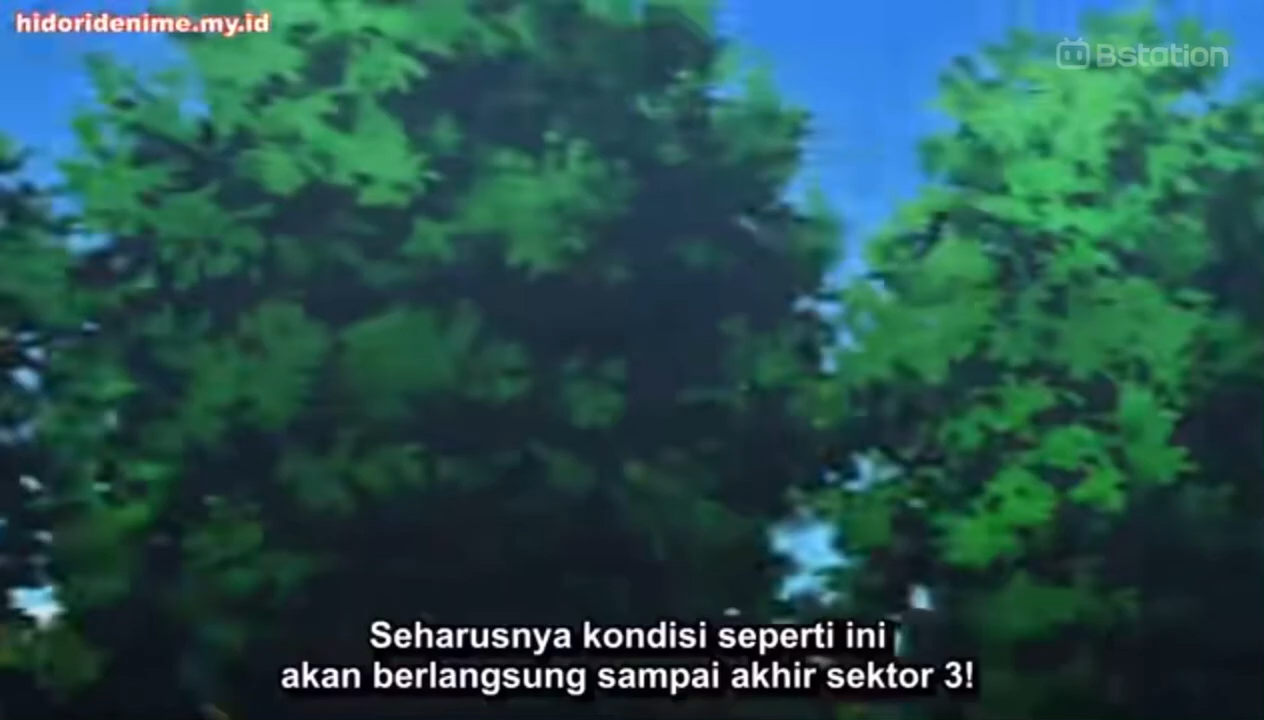 hidoridenime.my.id
Bstation
Seharusnya kondisi seperti ini
akan berlangsung sampai akhir sektor 3!